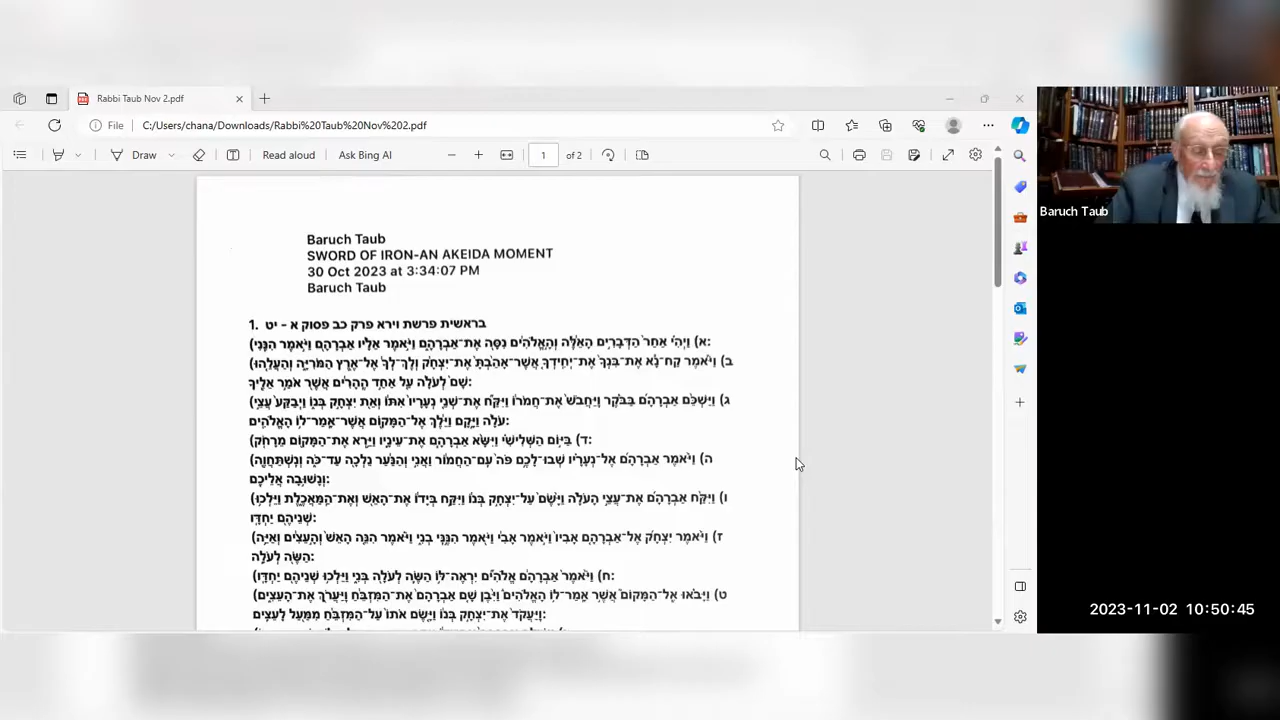 Rabbi Taub Nov 2.pdf
File
C:/Users/chana/Downloads/Rabbi%20Taub%20Nov%202.pdf
Draw
Read aloud
Ask Bing AI
1 of 2
Baruch Taub
SWORD OF IRON-AN AKEIDA MOMENT
30 Oct 2023 at 3:34:07 PM
Baruch Taub
1. בראשית פרשת וירא פרק כב פסוק א - יט
(א) וַיְהִ֗י אַחַר֙ הַדְּבָרִ֣ים הָאֵ֔לֶּה וְהָ֣אֱלֹהִ֔ים נִסָּ֖ה אֶת־אַבְרָהָ֑ם וַיֹּ֣אמֶר אֵלָ֔יו אַבְרָהָ֖ם וַיֹּ֥אמֶר הִנֵּֽנִי:
(ב) וַיֹּ֡אמֶר קַח־נָ֠א אֶת־בִּנְךָ֙ אֶת־יְחִֽידְךָ֤ אֲשֶׁר־אָהַ֙בְתָּ֙ אֶת־יִצְחָ֔ק וְלֶךְ־לְךָ֔ אֶל־אֶ֖רֶץ הַמֹּרִיָּ֑ה וְהַעֲלֵ֤הוּ
שָׁם֙ לְעֹלָ֔ה עַ֚ל אַחַ֣ד הֶֽהָרִ֔ים אֲשֶׁ֖ר אֹמַ֥ר אֵלֶֽיךָ:
(ג) וַיַּשְׁכֵּ֨ם אַבְרָהָ֜ם בַּבֹּ֗קֶר וַֽיַּחֲבֹשׁ֙ אֶת־חֲמֹר֔וֹ וַיִּקַּ֞ח אֶת־שְׁנֵ֤י נְעָרָיו֙ אִתּ֔וֹ וְאֵ֖ת יִצְחָ֣ק בְּנ֑וֹ וַיְבַקַּע֙ עֲצֵ֣י
עֹלָ֔ה וַיָּ֣קָם וַיֵּ֔לֶךְ אֶל־הַמָּק֖וֹם אֲשֶׁר־אָֽמַר־ל֥וֹ הָאֱלֹהִֽים:
(ד) בַּיּ֣וֹם הַשְּׁלִישִׁ֗י וַיִּשָּׂ֨א אַבְרָהָ֧ם אֶת־עֵינָ֛יו וַיַּ֥רְא אֶת־הַמָּק֖וֹם מֵרָחֹֽק:
(ה) וַיֹּ֨אמֶר אַבְרָהָ֜ם אֶל־נְעָרָ֗יו שְׁבוּ־לָכֶ֥ם פֹּה֙ עִֽם־הַחֲמ֔וֹר וַאֲנִ֣י וְהַנַּ֔עַר נֵלְכָ֖ה עַד־כֹּ֑ה וְנִֽשְׁתַּחֲוֶ֖ה
וְנָשׁ֥וּבָה אֲלֵיכֶֽם:
(ו) וַיִּקַּ֨ח אַבְרָהָ֜ם אֶת־עֲצֵ֣י הָעֹלָ֗ה וַיָּ֙שֶׂם֙ עַל־יִצְחָ֣ק בְּנ֔וֹ וַיִּקַּ֣ח בְּיָד֔וֹ אֶת־הָאֵ֖שׁ וְאֶת־הַֽמַּאֲכֶ֑לֶת וַיֵּלְכ֥וּ
שְׁנֵיהֶ֖ם יַחְדָּֽו:
(ז) וַיֹּ֨אמֶר יִצְחָ֜ק אֶל־אַבְרָהָ֤ם אָבִיו֙ וַיֹּ֣אמֶר אָבִ֔י וַיֹּ֖אמֶר הִנֶּ֣נִּֽי בְנִ֑י וַיֹּ֗אמֶר הִנֵּ֤ה הָאֵשׁ֙ וְהָ֣עֵצִ֔ים וְאַיֵּ֥ה
הַשֶּׂ֖ה לְעֹלָֽה:
(ח) וַיֹּ֙אמֶר֙ אַבְרָהָ֔ם אֱלֹהִ֞ים יִרְאֶה־לּ֥וֹ הַשֶּׂ֛ה לְעֹלָ֖ה בְּנִ֑י וַיֵּלְכ֥וּ שְׁנֵיהֶ֖ם יַחְדָּֽו:
(ט) וַיָּבֹ֗אוּ אֶֽל־הַמָּקוֹם֮ אֲשֶׁ֣ר אָֽמַר־ל֣וֹ הָאֱלֹהִים֒ וַיִּ֨בֶן שָׁ֤ם אַבְרָהָם֙ אֶת־הַמִּזְבֵּ֔חַ וַֽיַּעֲרֹ֖ךְ אֶת־הָעֵצִ֑ים
וַֽיַּעֲקֹד֙ אֶת־יִצְחָ֣ק בְּנ֔וֹ וַיָּ֤שֶׂם אֹתוֹ֙ עַל־הַמִּזְבֵּ֔חַ מִמַּ֖עַל לָעֵצִֽים:
Baruch Taub
2023-11-02 10:50:45